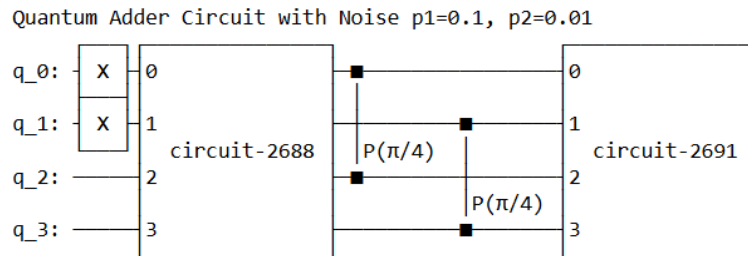 Quantum Adder Circuit with Noise p1=0.1, p2=0.01
q_0: X 0 0
q_1: X 1 1
circuit-2688 P(π/4) circuit-2691
q_2: 2 2
P(π/4)
q_3: 3 3